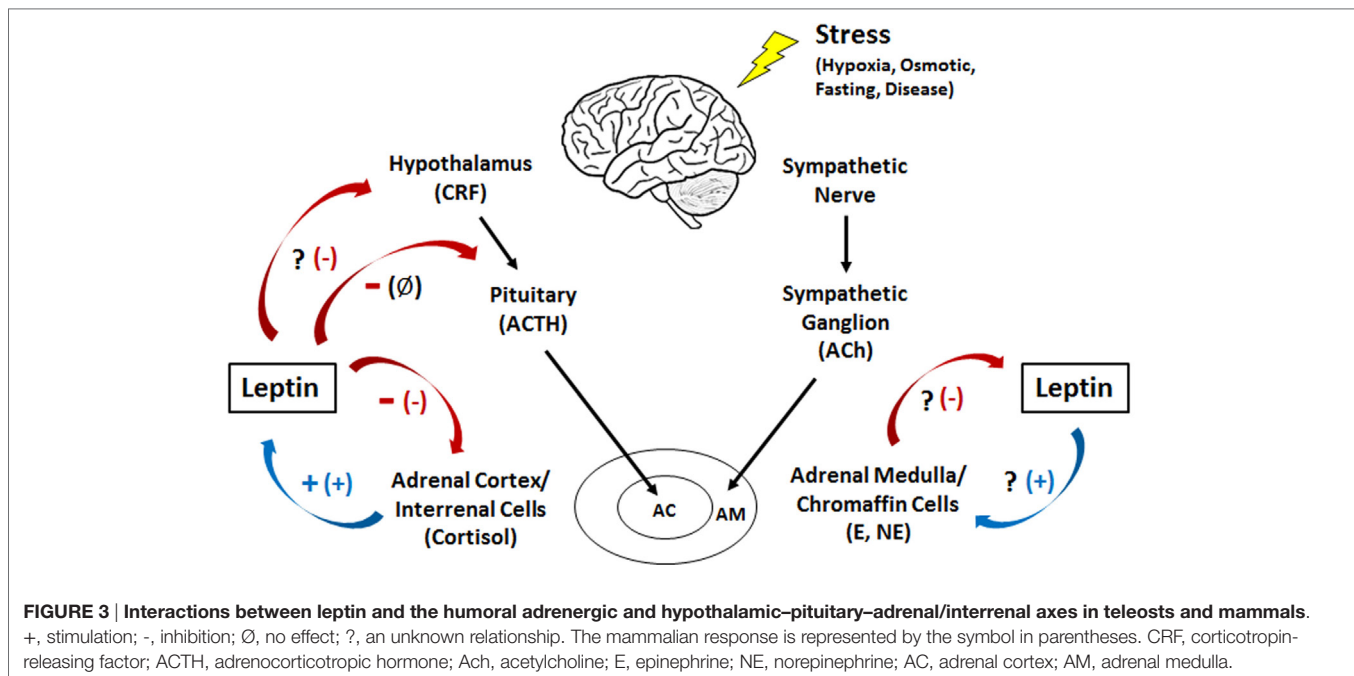 Stress
(Hypoxia, Osmotic,
Fasting, Disease)
Hypothalamus
(CRF)
Sympathetic
Nerve
? (-)
- (Ø)
Pituitary
(ACTH)
Sympathetic
Ganglion
(ACh)
Leptin
- (-)
+ (+)
Adrenal Cortex/
Interrenal Cells
(Cortisol)
AC
AM
? (-)
Leptin
? (+)
Adrenal Medulla/
Chromaffin Cells
(E, NE)
FIGURE 3 | Interactions between leptin and the humoral adrenergic and hypothalamic–pituitary–adrenal/interrenal axes in teleosts and mammals.
+, stimulation; -, inhibition; Ø, no effect; ?, an unknown relationship. The mammalian response is represented by the symbol in parentheses. CRF, corticotropin-
releasing factor; ACTH, adrenocorticotropic hormone; Ach, acetylcholine; E, epinephrine; NE, norepinephrine; AC, adrenal cortex; AM, adrenal medulla.